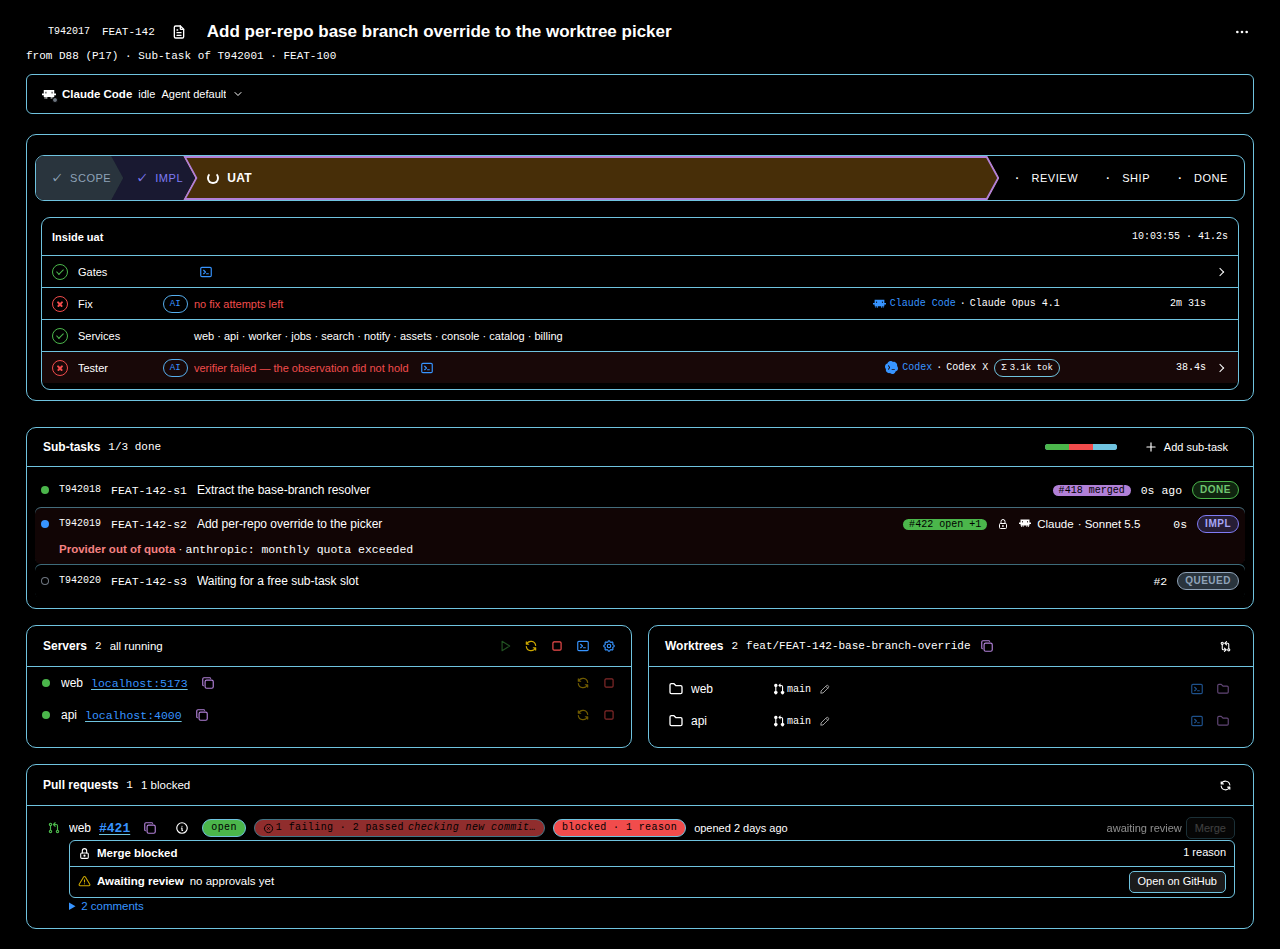 T942017 FEAT-142 Add per-repo base branch override to the worktree picker
from D88 (P17) · Sub-task of T942001 · FEAT-100
Claude Code idle Agent default
SCOPE IMPL UAT · REVIEW · SHIP · DONE
Inside uat 10:03:55 · 41.2s
Gates
Fix AI no fix attempts left Claude Code · Claude Opus 4.1 2m 31s
Services web · api · worker · jobs · search · notify · assets · console · catalog · billing
Tester AI verifier failed — the observation did not hold Codex · Codex X Σ 3.1k tok 38.4s
Sub-tasks 1/3 done Add sub-task
T942018 FEAT-142-s1 Extract the base-branch resolver #418 merged 0s ago DONE
T942019 FEAT-142-s2 Add per-repo override to the picker #422 open +1 Claude · Sonnet 5.5 0s IMPL
Provider out of quota · anthropic: monthly quota exceeded
T942020 FEAT-142-s3 Waiting for a free sub-task slot #2 QUEUED
Servers 2 all running
web localhost:5173
api localhost:4000
Worktrees 2 feat/FEAT-142-base-branch-override
web main
api main
Pull requests 1 1 blocked
web #421 open 1 failing · 2 passed checking new commit… blocked · 1 reason opened 2 days ago awaiting review Merge
Merge blocked 1 reason
Awaiting review no approvals yet Open on GitHub
2 comments